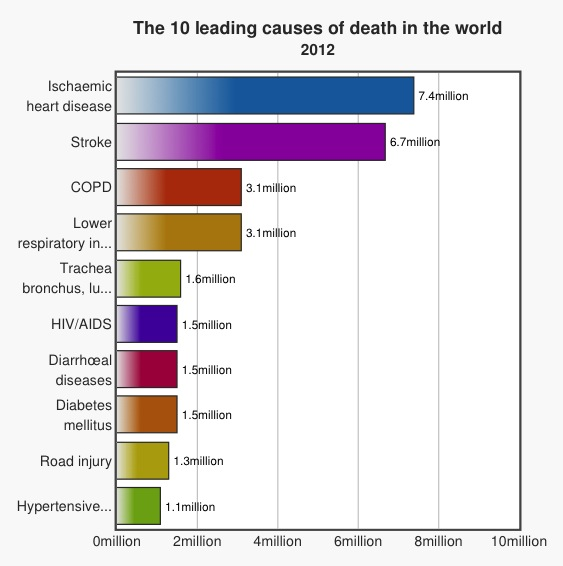 The 10 leading causes of death in the world
2012
Ischaemic
heart disease
7.4million
Stroke
6.7million
COPD
3.1million
Lower
respiratory in...
3.1million
Trachea
bronchus, lu...
1.6million
HIV/AIDS
1.5million
Diarrhœal
diseases
1.5million
Diabetes
mellitus
1.5million
Road injury
1.3million
Hypertensive...
1.1million
0million 2million 4million 6million 8million 10million